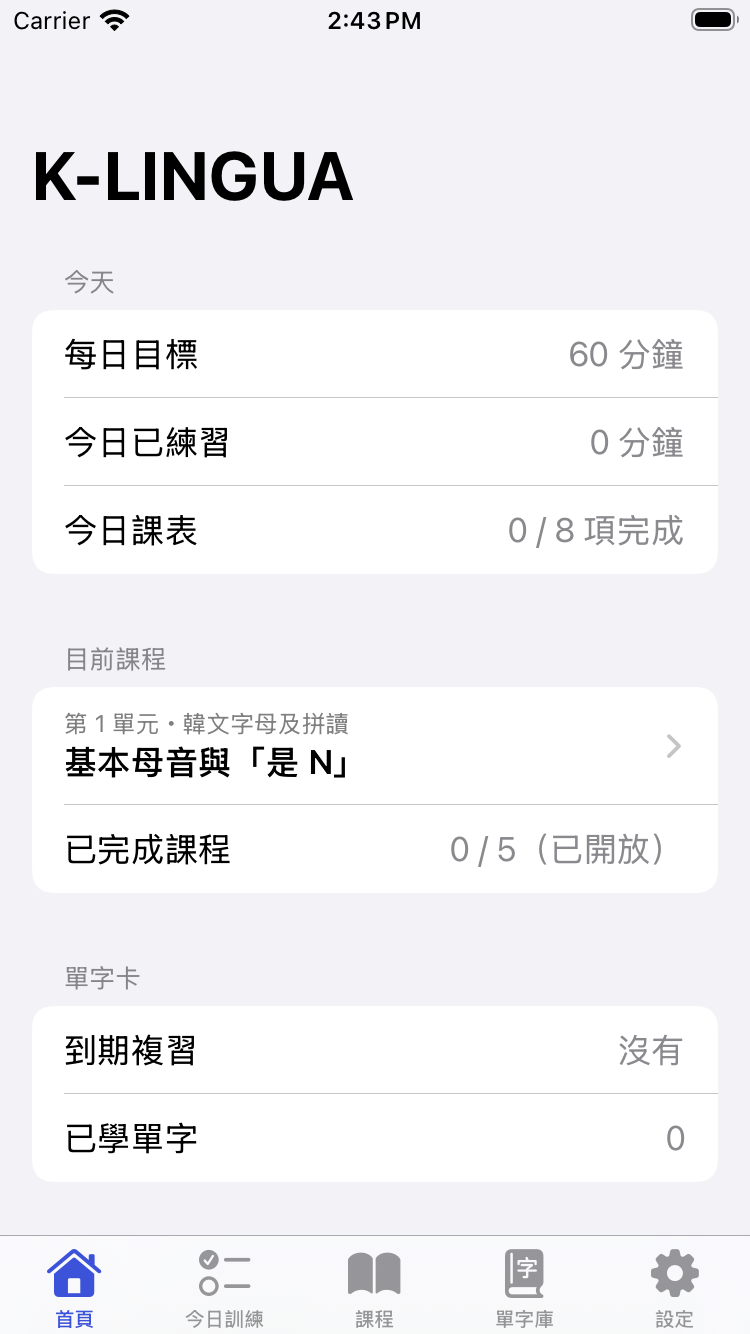 Carrier 2:43 PM
K-LINGUA
今天
每日目標 60 分鐘
今日已練習 0 分鐘
今日課表 0 / 8 項完成
目前課程
第 1 單元・韓文字母及拼讀
基本母音與「是 N」
已完成課程 0 / 5（已開放）
單字卡
到期複習 沒有
已學單字 0
字
首頁 今日訓練 課程 單字庫 設定